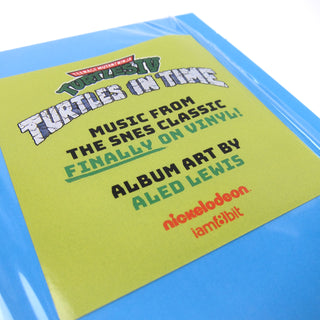 TEENAGE MUTANT NINJA
TURTLES IV
TURTLES IN TIME
MUSIC FROM
THE SNES CLASSIC
FINALLY ON VINYL!
ALBUM ART BY
ALED LEWIS
nickelodeon
iam8bit